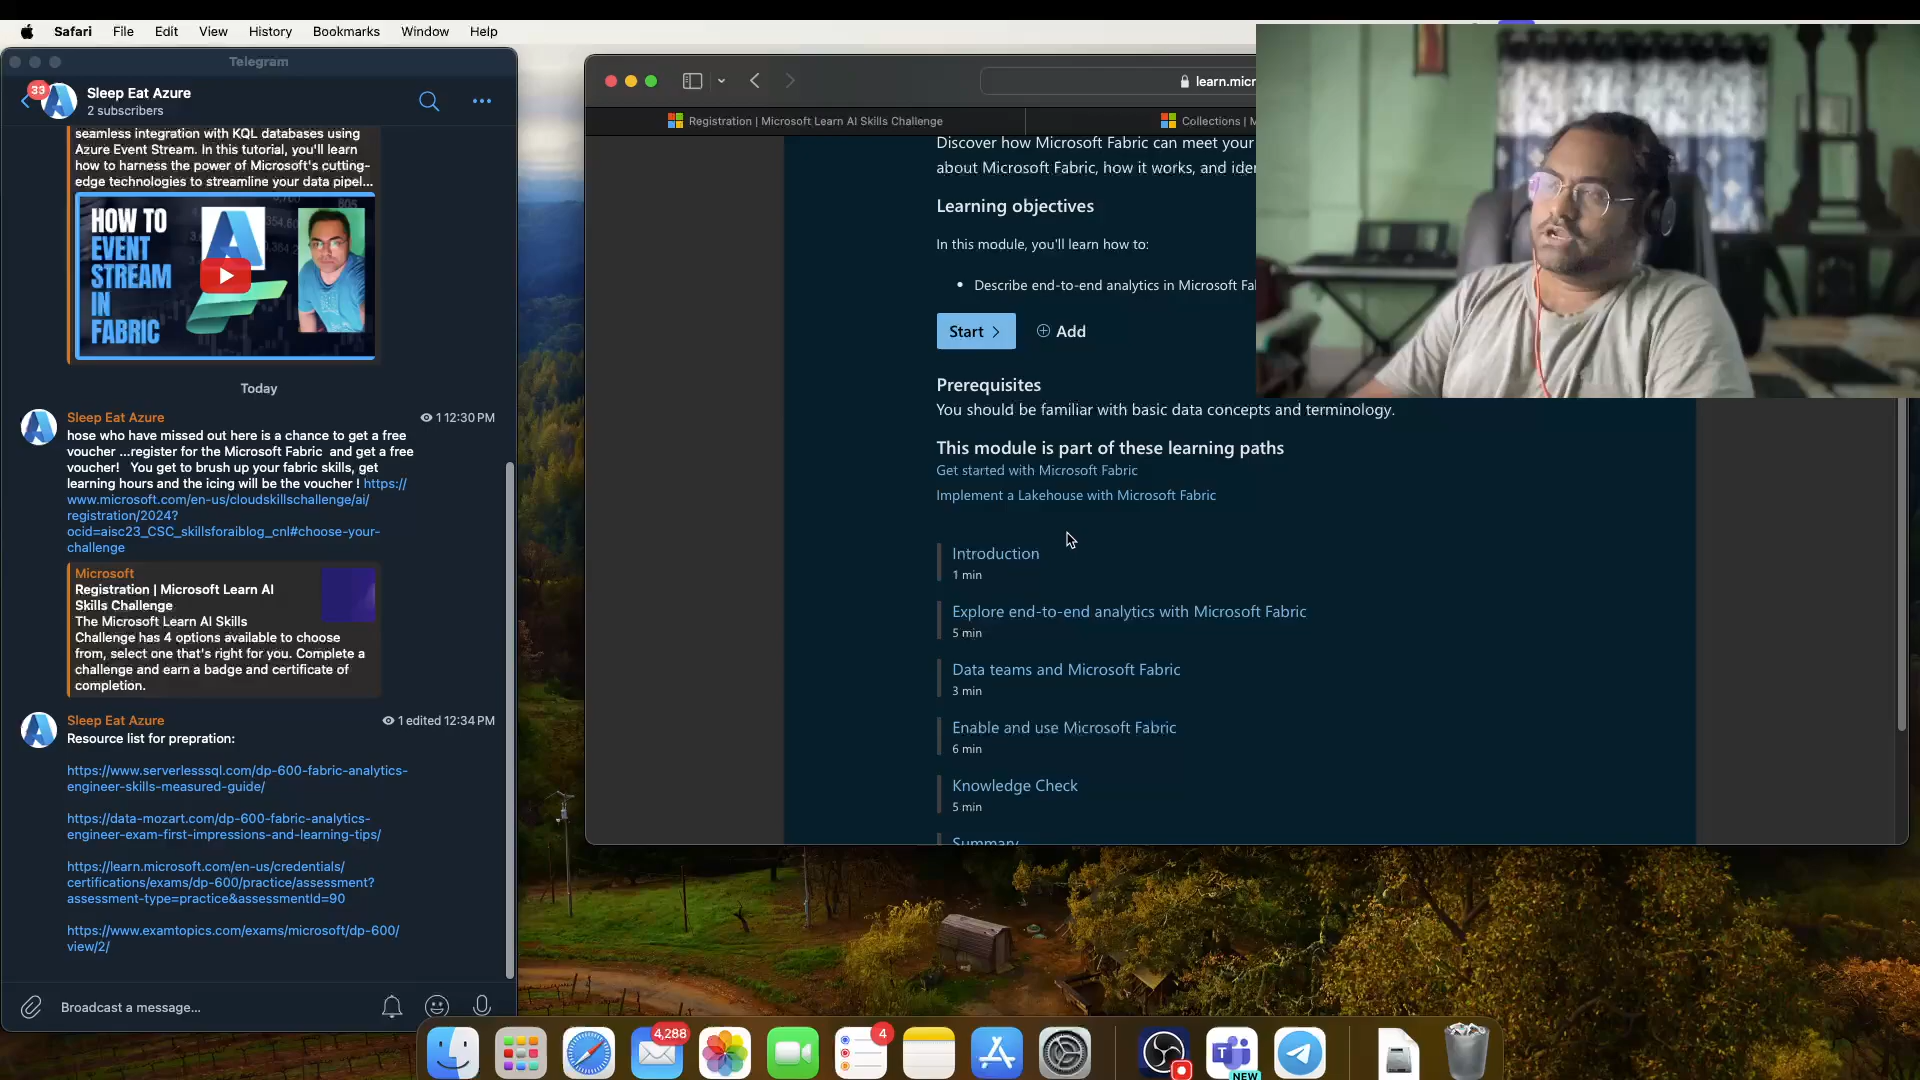 Safari File Edit View History Bookmarks Window Help
Telegram
33
Sleep Eat Azure
2 subscribers
seamless integration with KQL databases using
Azure Event Stream. In this tutorial, you'll learn
how to harness the power of Microsoft's cutting-
edge technologies to streamline your data pipel...
HOW TO
EVENT
STREAM
IN
FABRIC
Today
Sleep Eat Azure
1 12:30 PM
hose who have missed out here is a chance to get a free
voucher ...register for the Microsoft Fabric and get a free
voucher! You get to brush up your fabric skills, get
learning hours and the icing will be the voucher ! https://
www.microsoft.com/en-us/cloudskillschallenge/ai/
registration/2024?
ocid=aisc23_CSC_skillsforaiblog_cnl#choose-your-
challenge
Microsoft
Registration | Microsoft Learn AI
Skills Challenge
The Microsoft Learn AI Skills
Challenge has 4 options available to choose
from, select one that's right for you. Complete a
challenge and earn a badge and certificate of
completion.
Sleep Eat Azure
1 edited 12:34 PM
Resource list for prepration:
https://www.serverlesssql.com/dp-600-fabric-analytics-
engineer-skills-measured-guide/
https://data-mozart.com/dp-600-fabric-analytics-
engineer-exam-first-impressions-and-learning-tips/
https://learn.microsoft.com/en-us/credentials/
certifications/exams/dp-600/practice/assessment?
assessment-type=practice&assessmentId=90
https://www.examtopics.com/exams/microsoft/dp-600/
view/2/
Broadcast a message...
learn.micr
Registration | Microsoft Learn AI Skills Challenge
Collections | M
Discover how Microsoft Fabric can meet your
about Microsoft Fabric, how it works, and iden
Learning objectives
In this module, you'll learn how to:
• Describe end-to-end analytics in Microsoft Fal
Start
Add
Prerequisites
You should be familiar with basic data concepts and terminology.
This module is part of these learning paths
Get started with Microsoft Fabric
Implement a Lakehouse with Microsoft Fabric
Introduction
1 min
Explore end-to-end analytics with Microsoft Fabric
5 min
Data teams and Microsoft Fabric
3 min
Enable and use Microsoft Fabric
6 min
Knowledge Check
5 min
Summary
4,288
4
NEW